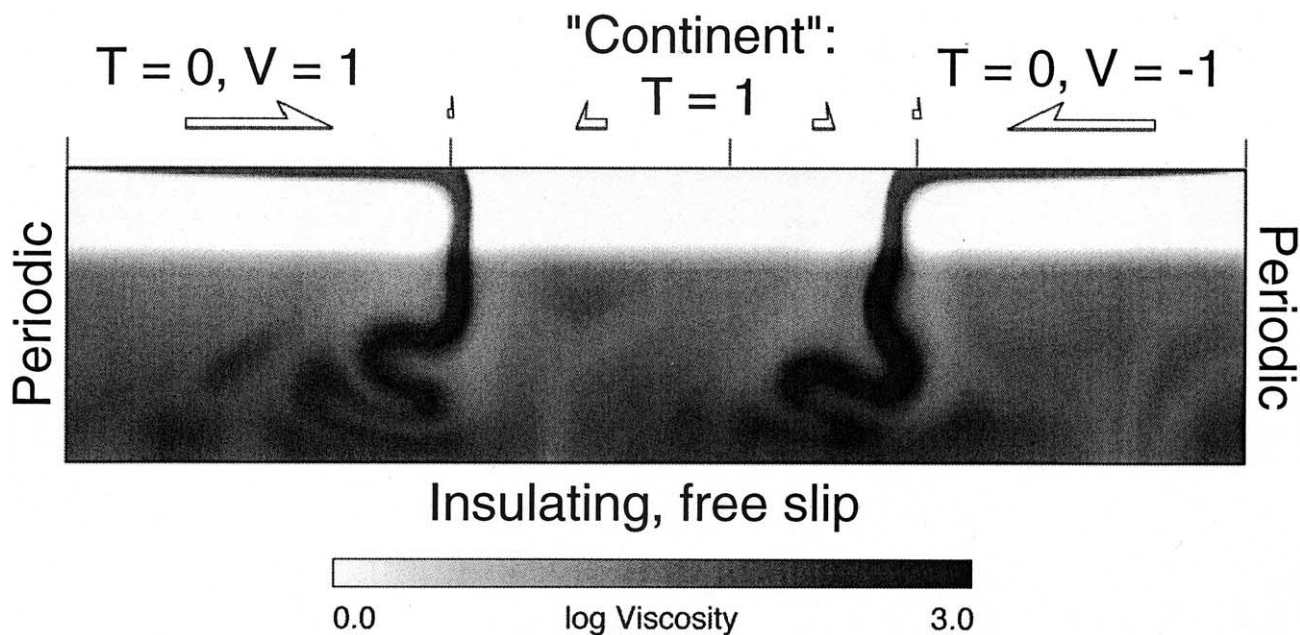 "Continent":
T = 0, V = 1
T = 1
T = 0, V = -1
Periodic
Periodic
Insulating, free slip
0.0
log Viscosity
3.0